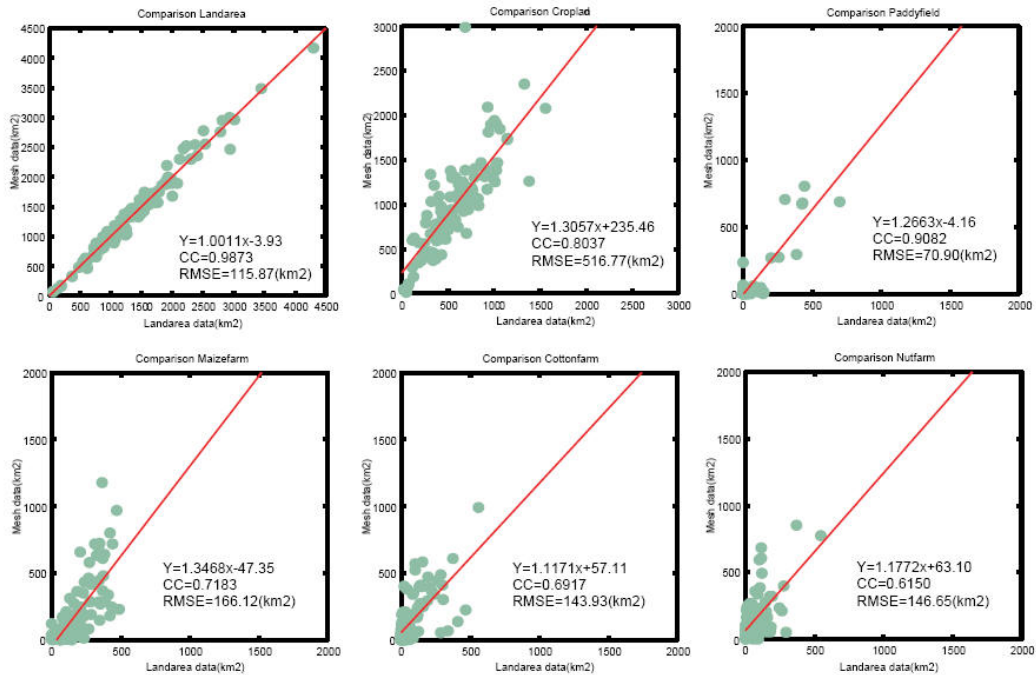 Comparison Landarea
Mesh data(km2)
4500
4000
3500
3000
2500
2000
1500
1000
500
0
Y=1.0011x-3.93
CC=0.9873
RMSE=115.87(km2)
0 500 1000 1500 2000 2500 3000 3500 4000 4500
Landarea data(km2)
Comparison Croplad
Mesh data(km2)
3000
2500
2000
1500
1000
500
0
Y=1.3057x+235.46
CC=0.8037
RMSE=516.77(km2)
0 500 1000 1500 2000 2500 3000
Landarea data(km2)
Comparison Paddyfield
Mesh data(km2)
2000
1500
1000
500
0
Y=1.2663x-4.16
CC=0.9082
RMSE=70.90(km2)
0 500 1000 1500 2000
Landarea data(km2)
Comparison Maizefarm
Mesh data(km2)
2000
1500
1000
500
0
Y=1.3468x-47.35
CC=0.7183
RMSE=166.12(km2)
0 500 1000 1500 2000
Landarea data(km2)
Comparison Cottonfarm
Mesh data(km2)
2000
1500
1000
500
0
Y=1.1171x+57.11
CC=0.6917
RMSE=143.93(km2)
0 500 1000 1500 2000
Landarea data(km2)
Comparison Nutfarm
Mesh data(km2)
2000
1500
1000
500
0
Y=1.1772x+63.10
CC=0.6150
RMSE=146.65(km2)
0 500 1000 1500 2000
Landarea data(km2)